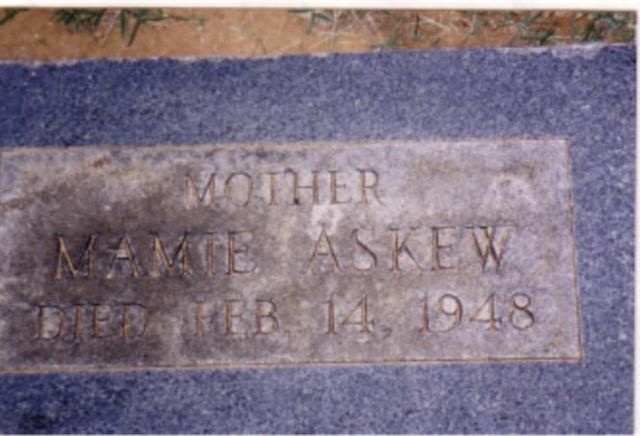 MOTHER
MAMIE ASKEW
DIED FEB. 14, 1948